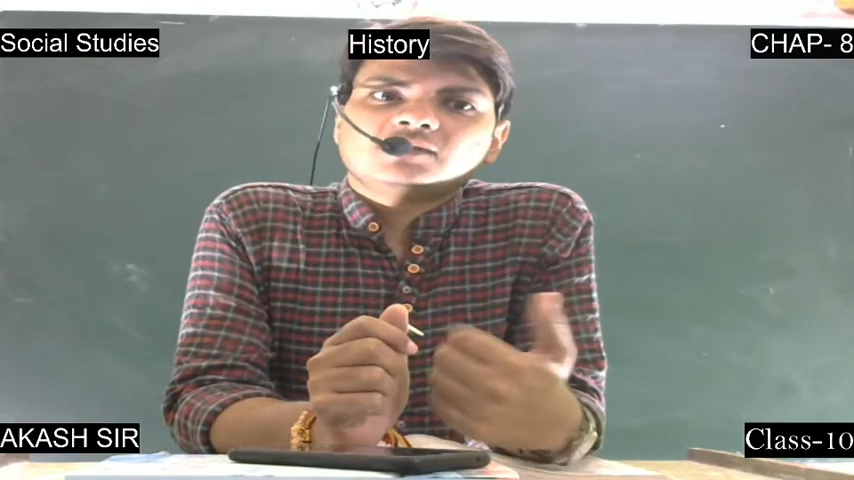 Social Studies
History
CHAP- 8
AKASH SIR
Class-10